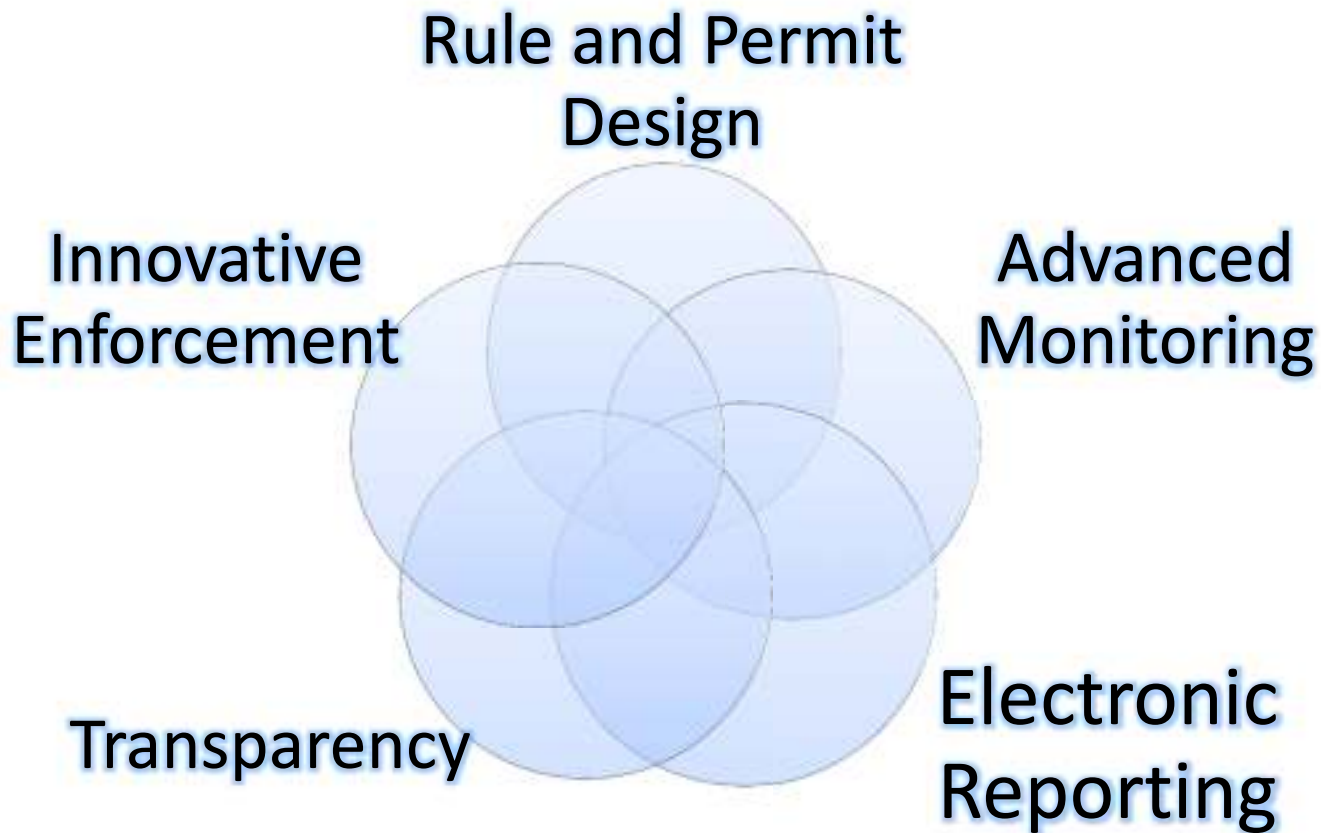 Rule and Permit
Design
Innovative
Enforcement
Advanced
Monitoring
Transparency
Electronic
Reporting